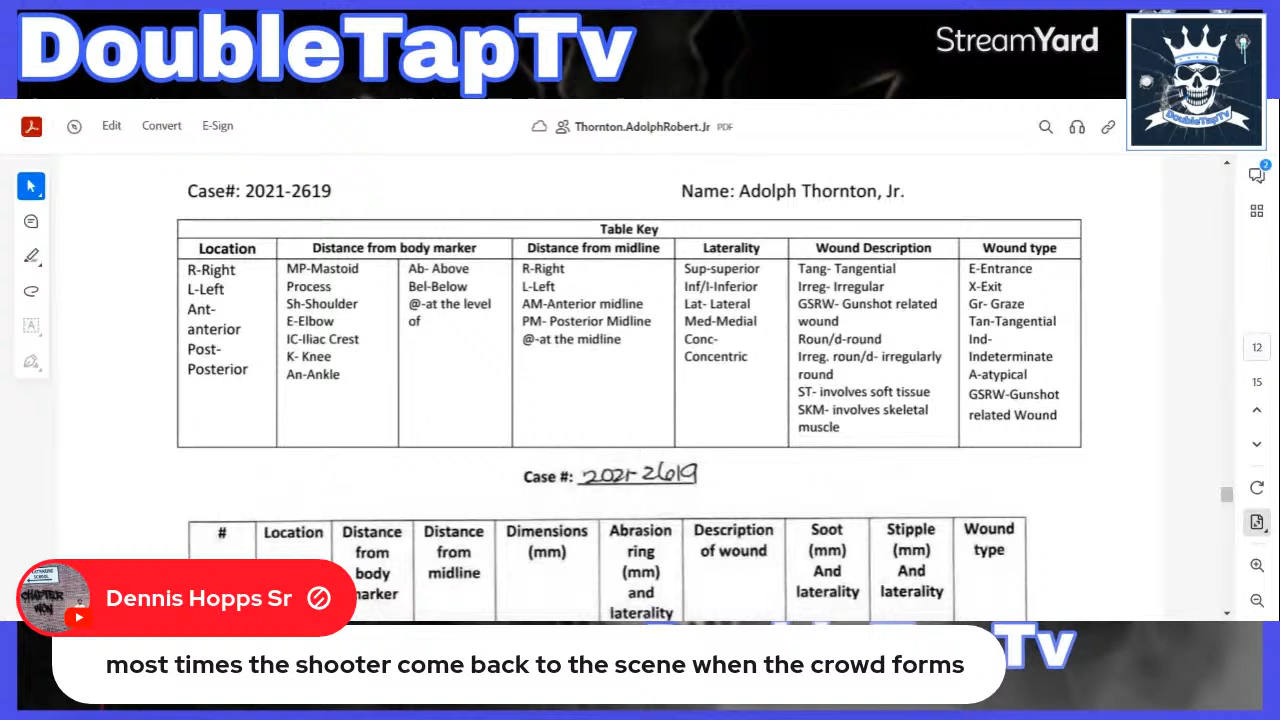 DoubleTapTv
StreamYard
DoubleTapTv
Edit
Convert
E-Sign
Thornton.AdolphRobert.Jr PDF
2
Case#: 2021-2619
Name: Adolph Thornton, Jr.
Table Key
Location
Distance from body marker
Distance from midline
Laterality
Wound Description
Wound type
R-Right
L-Left
Ant-
anterior
Post-
Posterior
MP-Mastoid
Process
Sh-Shoulder
E-Elbow
IC-Iliac Crest
K- Knee
An-Ankle
Ab- Above
Bel-Below
@-at the level
of
R-Right
L-Left
AM-Anterior midline
PM- Posterior Midline
@-at the midline
Sup-superior
Inf/I-Inferior
Lat- Lateral
Med-Medial
Conc-
Concentric
Tang- Tangential
Irreg- Irregular
GSRW- Gunshot related
wound
Roun/d-round
Irreg. roun/d- irregularly
round
ST- involves soft tissue
SKM- involves skeletal
muscle
E-Entrance
X-Exit
Gr- Graze
Tan-Tangential
Ind-
Indeterminate
A-atypical
GSRW-Gunshot
related Wound
12
15
Case #: 2021-2619
#
Location
Distance
from
body
marker
Distance
from
midline
Dimensions
(mm)
Abrasion
ring
(mm)
and
laterality
Description
of wound
Soot
(mm)
And
laterality
Stipple
(mm)
And
laterality
Wound
type
CHAPTER
Dennis Hopps Sr
most times the shooter come back to the scene when the crowd forms
Tv